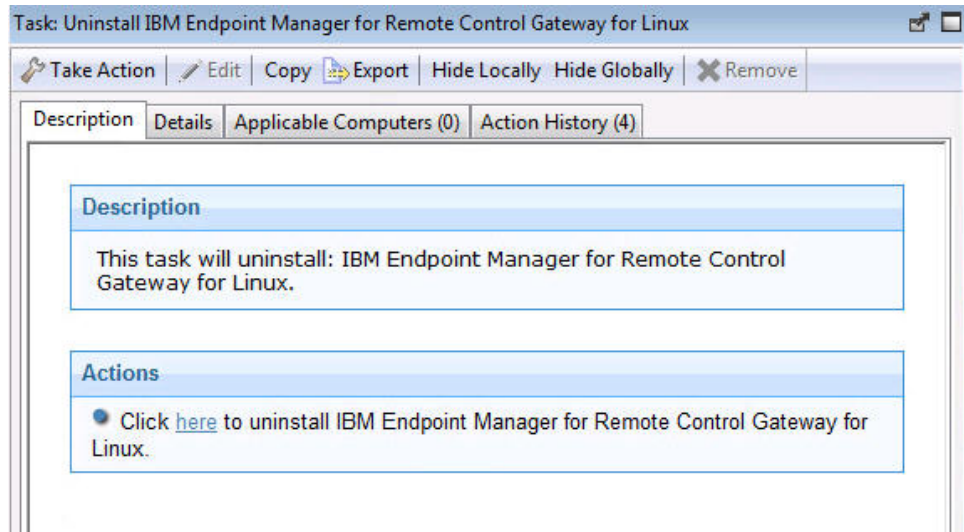 Task: Uninstall IBM Endpoint Manager for Remote Control Gateway for Linux
Take Action Edit Copy Export Hide Locally Hide Globally Remove
Description Details Applicable Computers (0) Action History (4)
Description
This task will uninstall: IBM Endpoint Manager for Remote Control
Gateway for Linux.
Actions
Click here to uninstall IBM Endpoint Manager for Remote Control Gateway for
Linux.